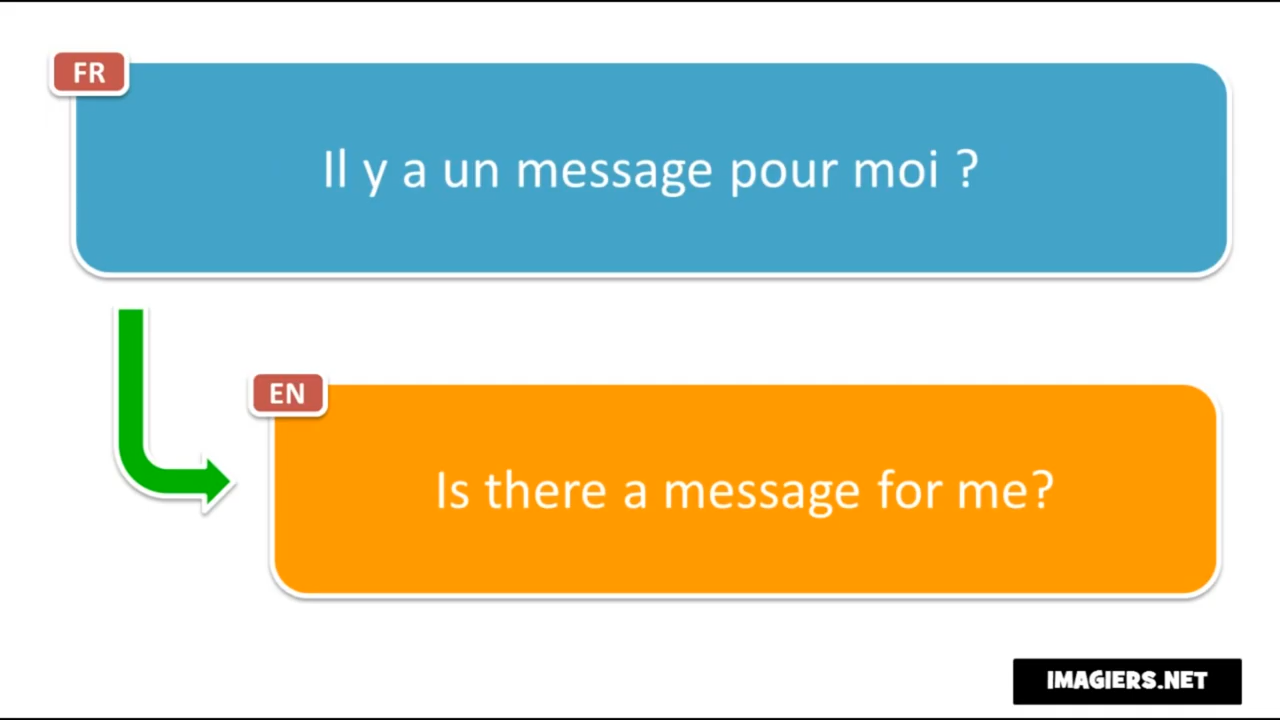 FR
Il y a un message pour moi ?
EN
Is there a message for me?
IMAGIERS.NET